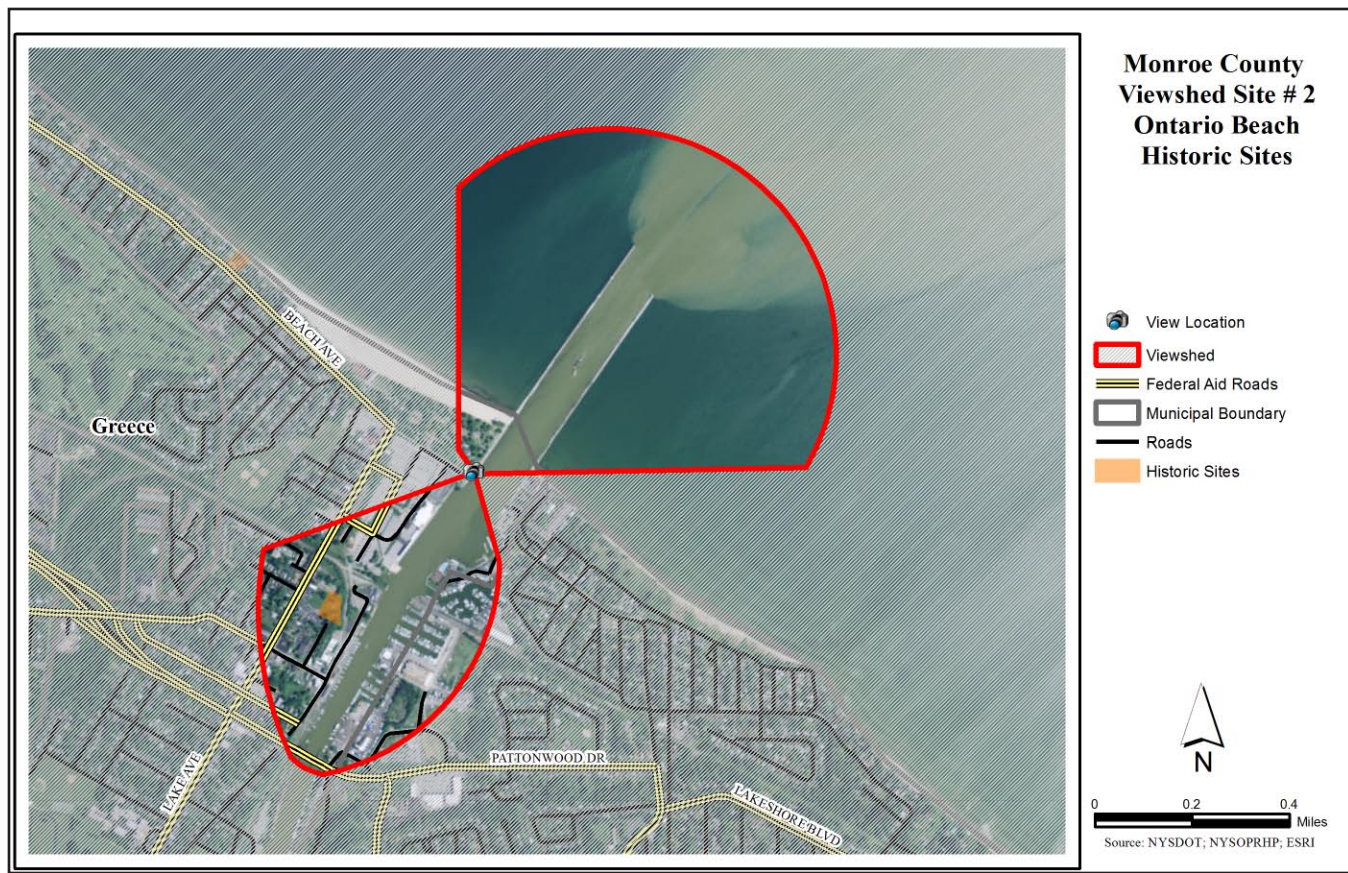 Monroe County
Viewshed Site # 2
Ontario Beach
Historic Sites
BEACH AVE
Greece
LAKE AVE
PATTONWOOD DR
LAKESHORE BLVD
View Location
Viewshed
Federal Aid Roads
Municipal Boundary
Roads
Historic Sites
N
0 0.2 0.4
Miles
Source: NYSDOT; NYSOPRHP; ESRI